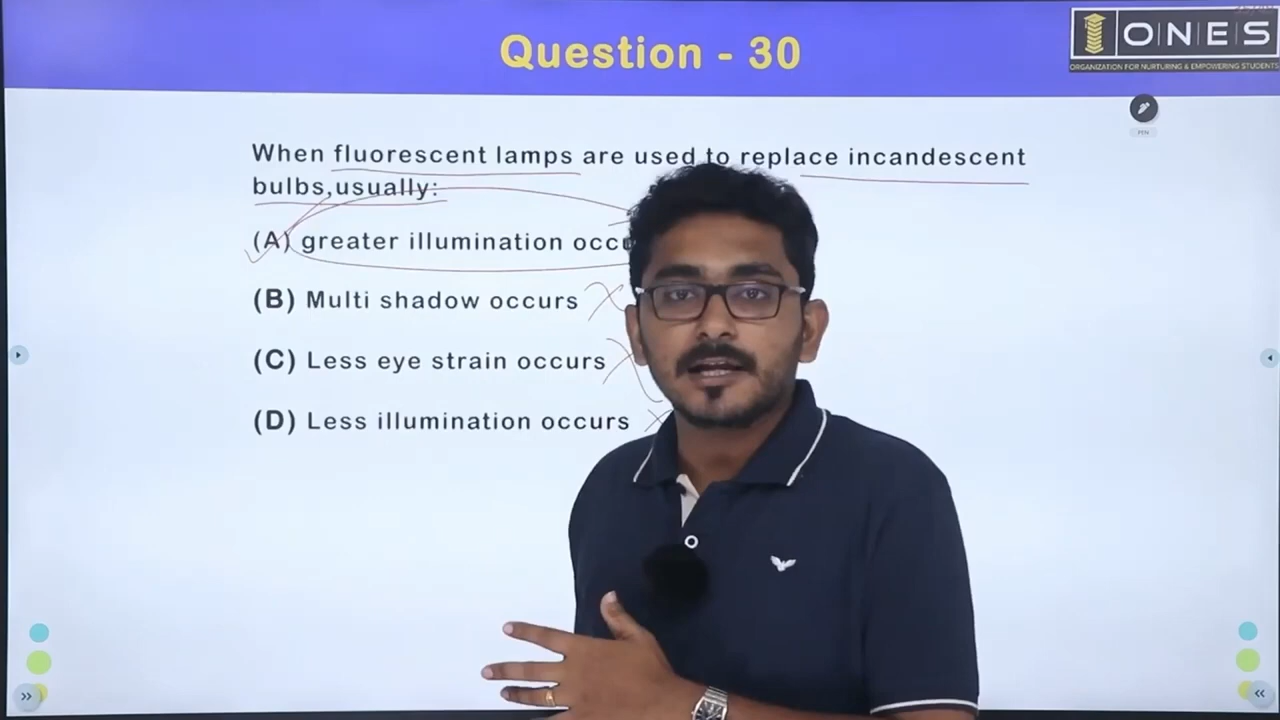 Question - 30
ONES
ORGANIZATION FOR NURTURING & EMPOWERING STUDENTS
PEN
When fluorescent lamps are used to replace incandescent
bulbs,usually:
(A) greater illumination occu
(B) Multi shadow occurs
(C) Less eye strain occurs
(D) Less illumination occurs